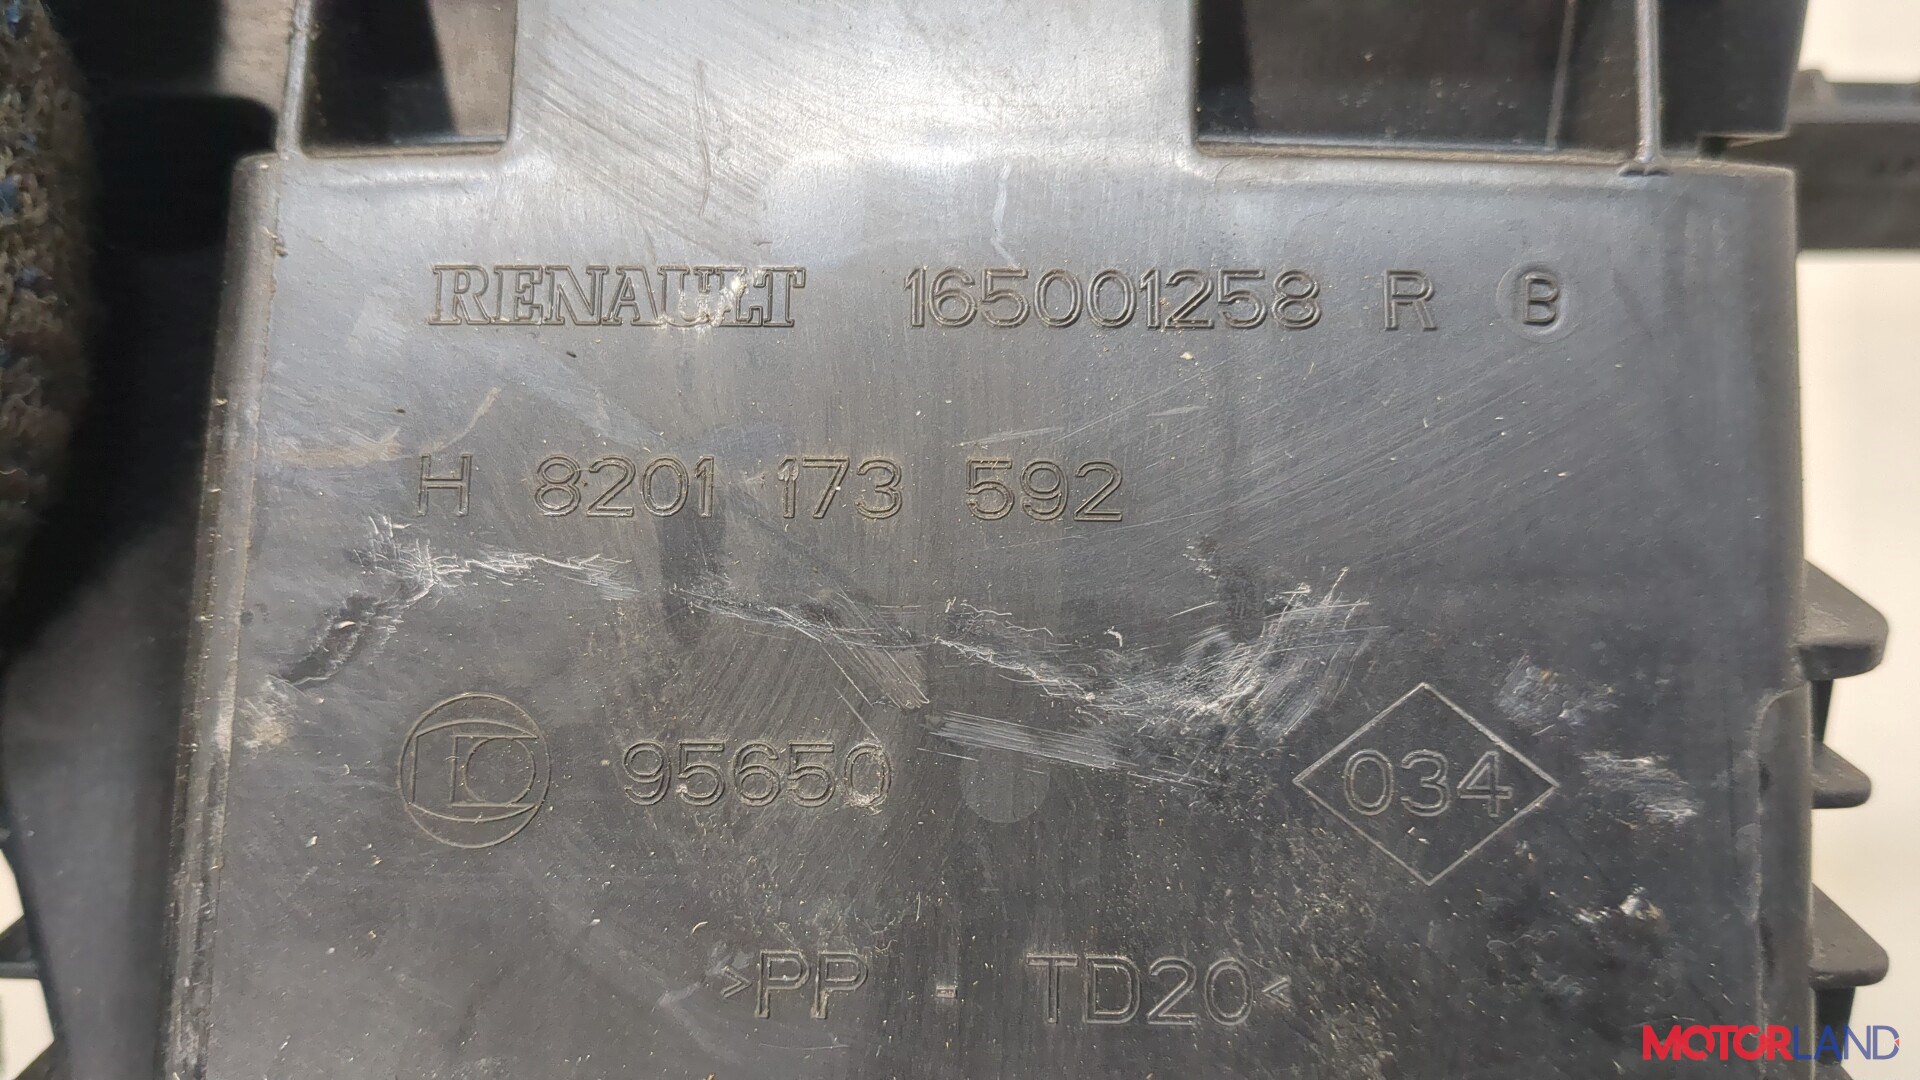 RENAULT 165001258 R B
H 8201 173 592
95650 034
>PP - TD20<
MOTORLAND